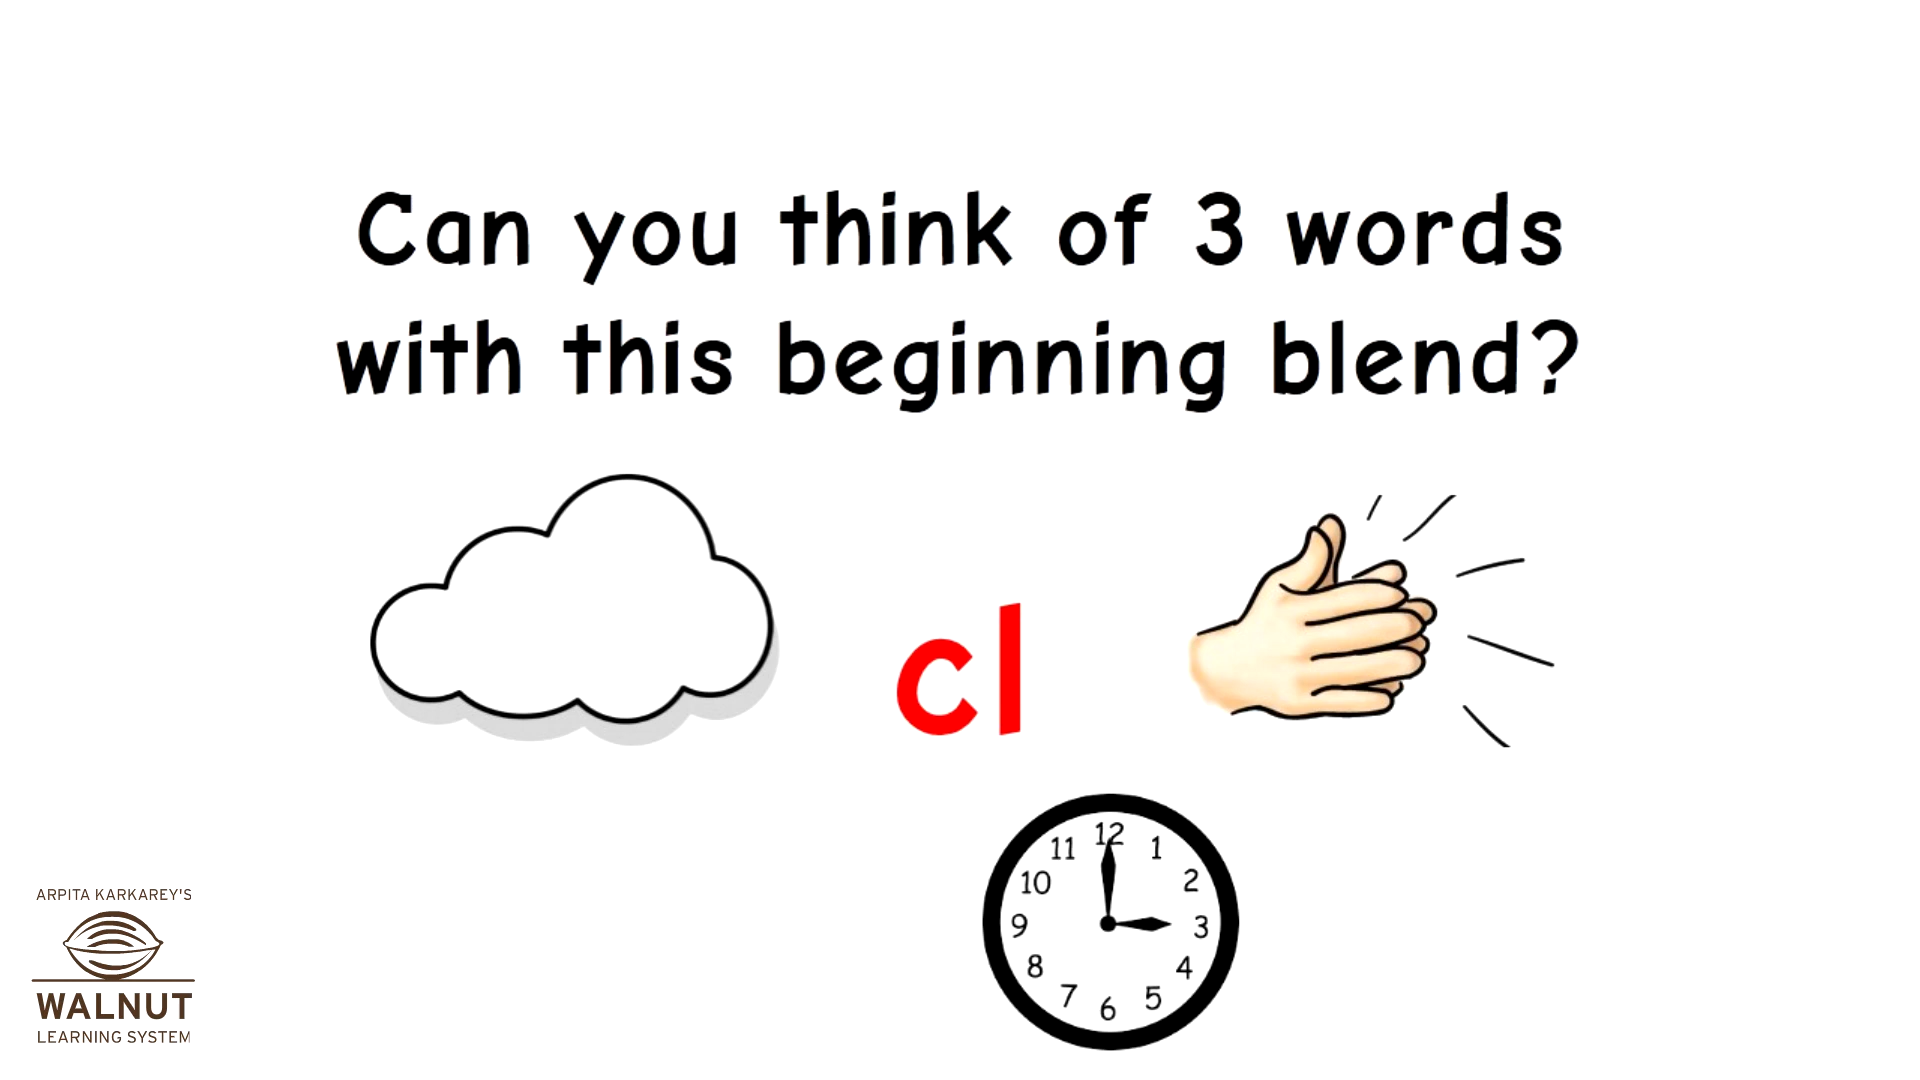 Can you think of 3 words
with this beginning blend?
cl
12
11
1
10
2
9
3
8
4
7
5
6
ARPITA KARKAREY'S
WALNUT
LEARNING SYSTEM